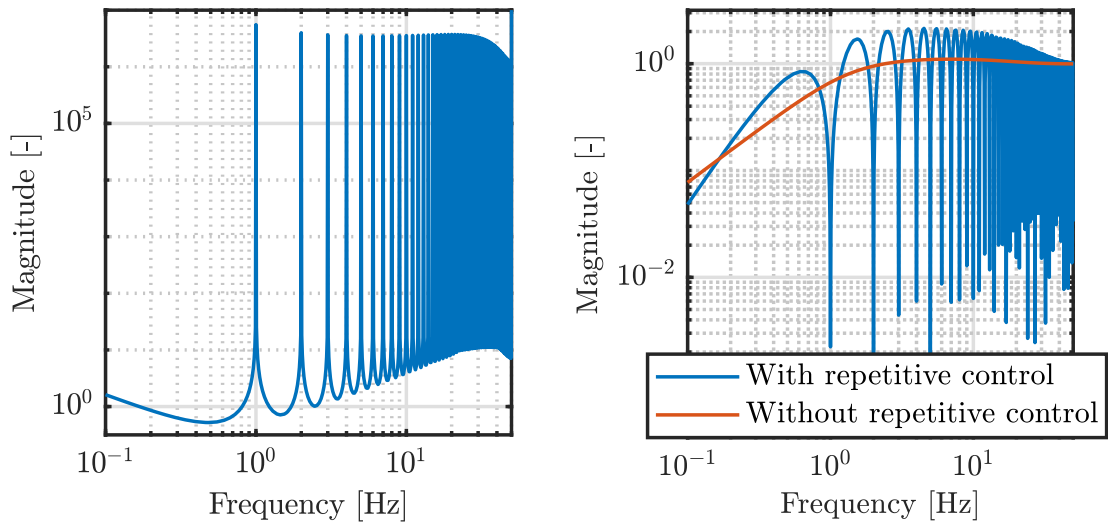 10^5
10^0
Magnitude [-]
10^-1
10^0
10^1
Frequency [Hz]
10^0
10^-2
Magnitude [-]
With repetitive control
Without repetitive control
10^-1
10^0
10^1
Frequency [Hz]